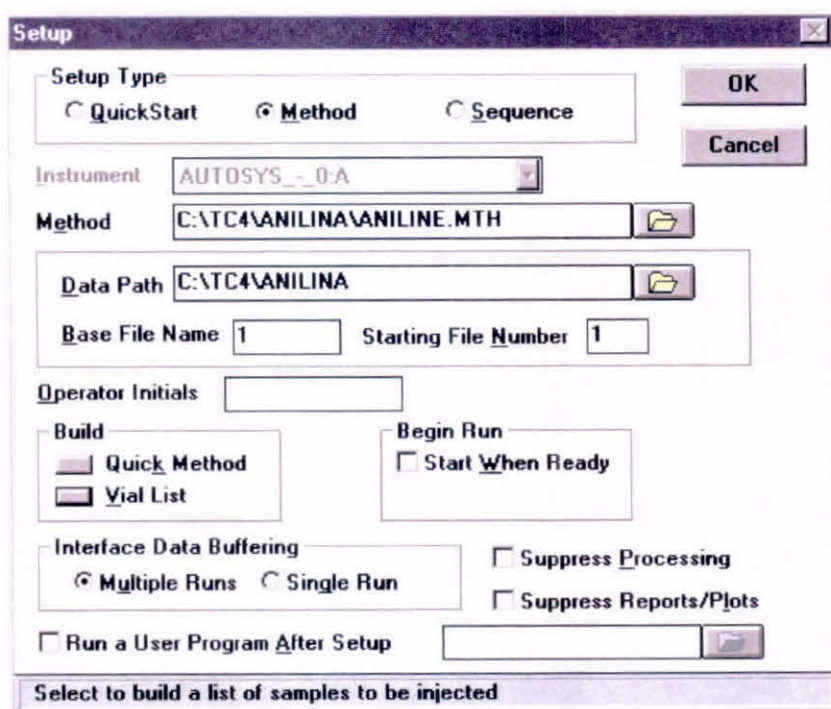 Setup
Setup Type
QuickStart Method Sequence
OK
Cancel
Instrument AUTOSYS_-_0:A
Method C:\TC4\ANILINA\ANILINE.MTH
Data Path C:\TC4\ANILINA
Base File Name 1 Starting File Number 1
Operator Initials
Build
Quick Method
Vial List
Begin Run
Start When Ready
Interface Data Buffering
Multiple Runs Single Run
Suppress Processing
Suppress Reports/Plots
Run a User Program After Setup
Select to build a list of samples to be injected